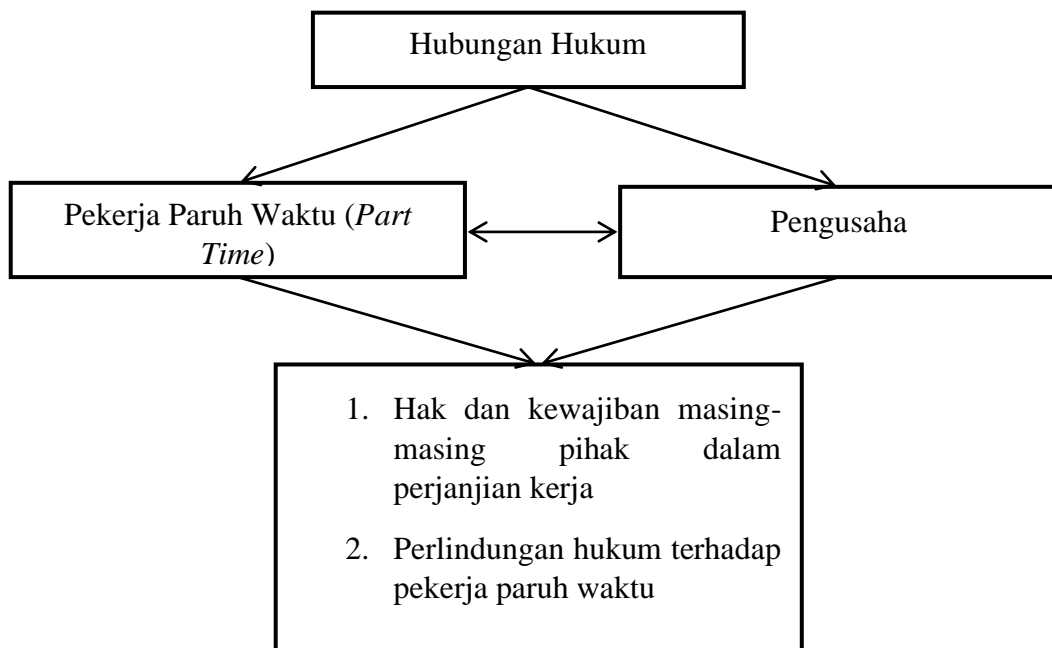 Hubungan Hukum
Pekerja Paruh Waktu (Part
Time)
Pengusaha
1. Hak dan kewajiban masing-
masing pihak dalam
perjanjian kerja
2. Perlindungan hukum terhadap
pekerja paruh waktu